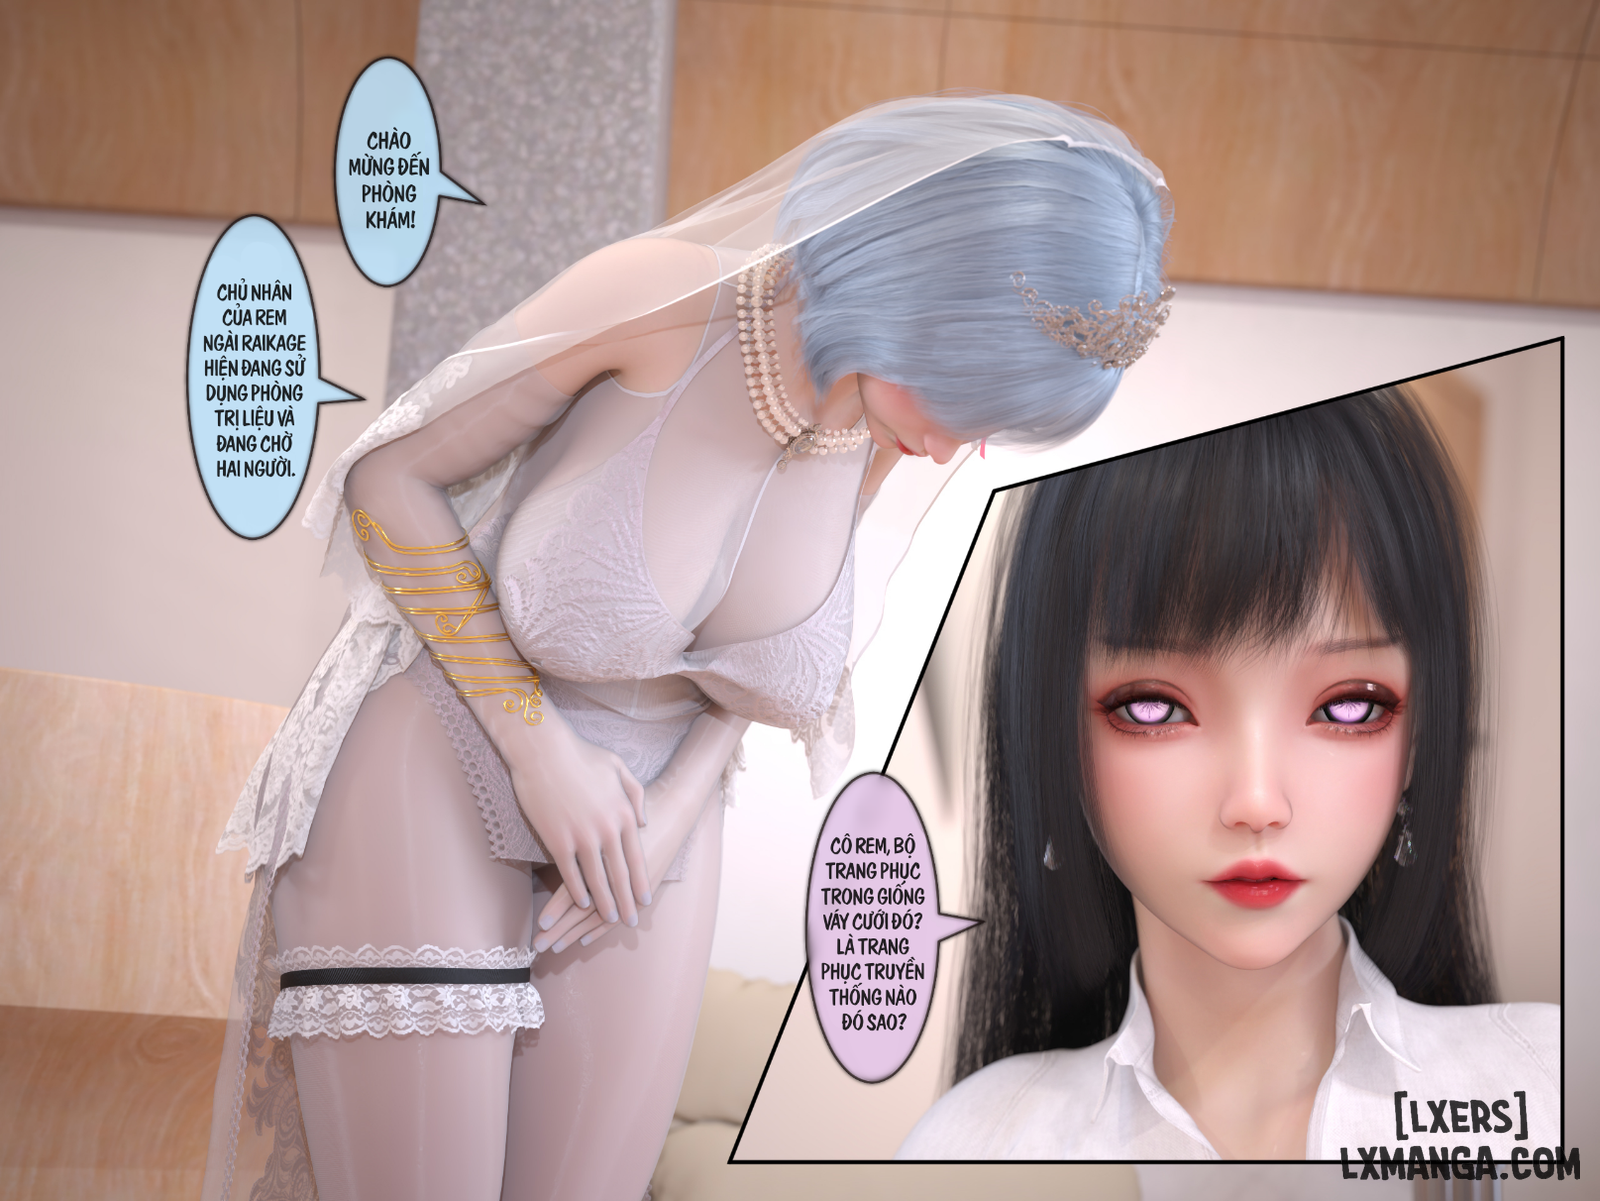 CHÀO
MỪNG ĐẾN
PHÒNG
KHÁM!
CHỦ NHÂN
CỦA REM
NGÀI RAIKAGE
HIỆN ĐANG SỬ
DỤNG PHÒNG
TRỊ LIỆU VÀ
ĐANG CHỜ
HAI NGƯỜI.
CÔ REM, BỘ
TRANG PHỤC
TRONG GIỐNG
VÁY CƯỚI ĐÓ?
LÀ TRANG
PHỤC TRUYỀN
THỐNG NÀO
ĐÓ SAO?
[LXERS]
LXMANGA.COM